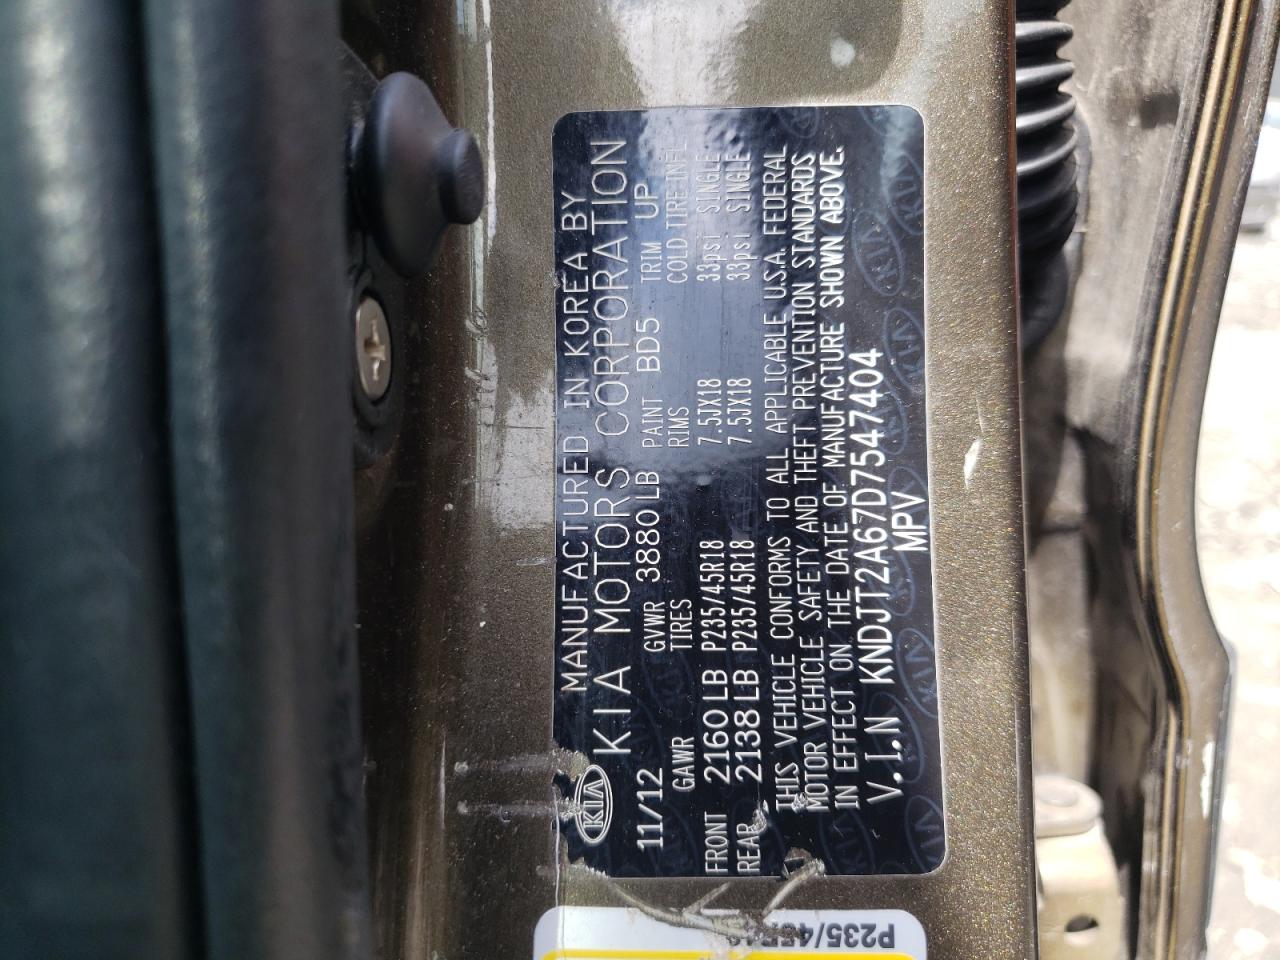 MANUFACTURED IN KOREA BY
KIA KIA MOTORS CORPORATION
11/12 GVWR 3880LB PAINT BD5 TRIM UP
GAWR TIRES RIMS COLD TIRE INFL
FRONT 2160LB P235/45R18 7.5JX18 33psi SINGLE
REAR 2138LB P235/45R18 7.5JX18 33psi SINGLE
THIS VEHICLE CONFORMS TO ALL APPLICABLE U.S.A. FEDERAL
MOTOR VEHICLE SAFETY AND THEFT PREVENTION STANDARDS
IN EFFECT ON THE DATE OF MANUFACTURE SHOWN ABOVE.
V.I.N KNDJT2A67D7547404
MPV
P235/45R18